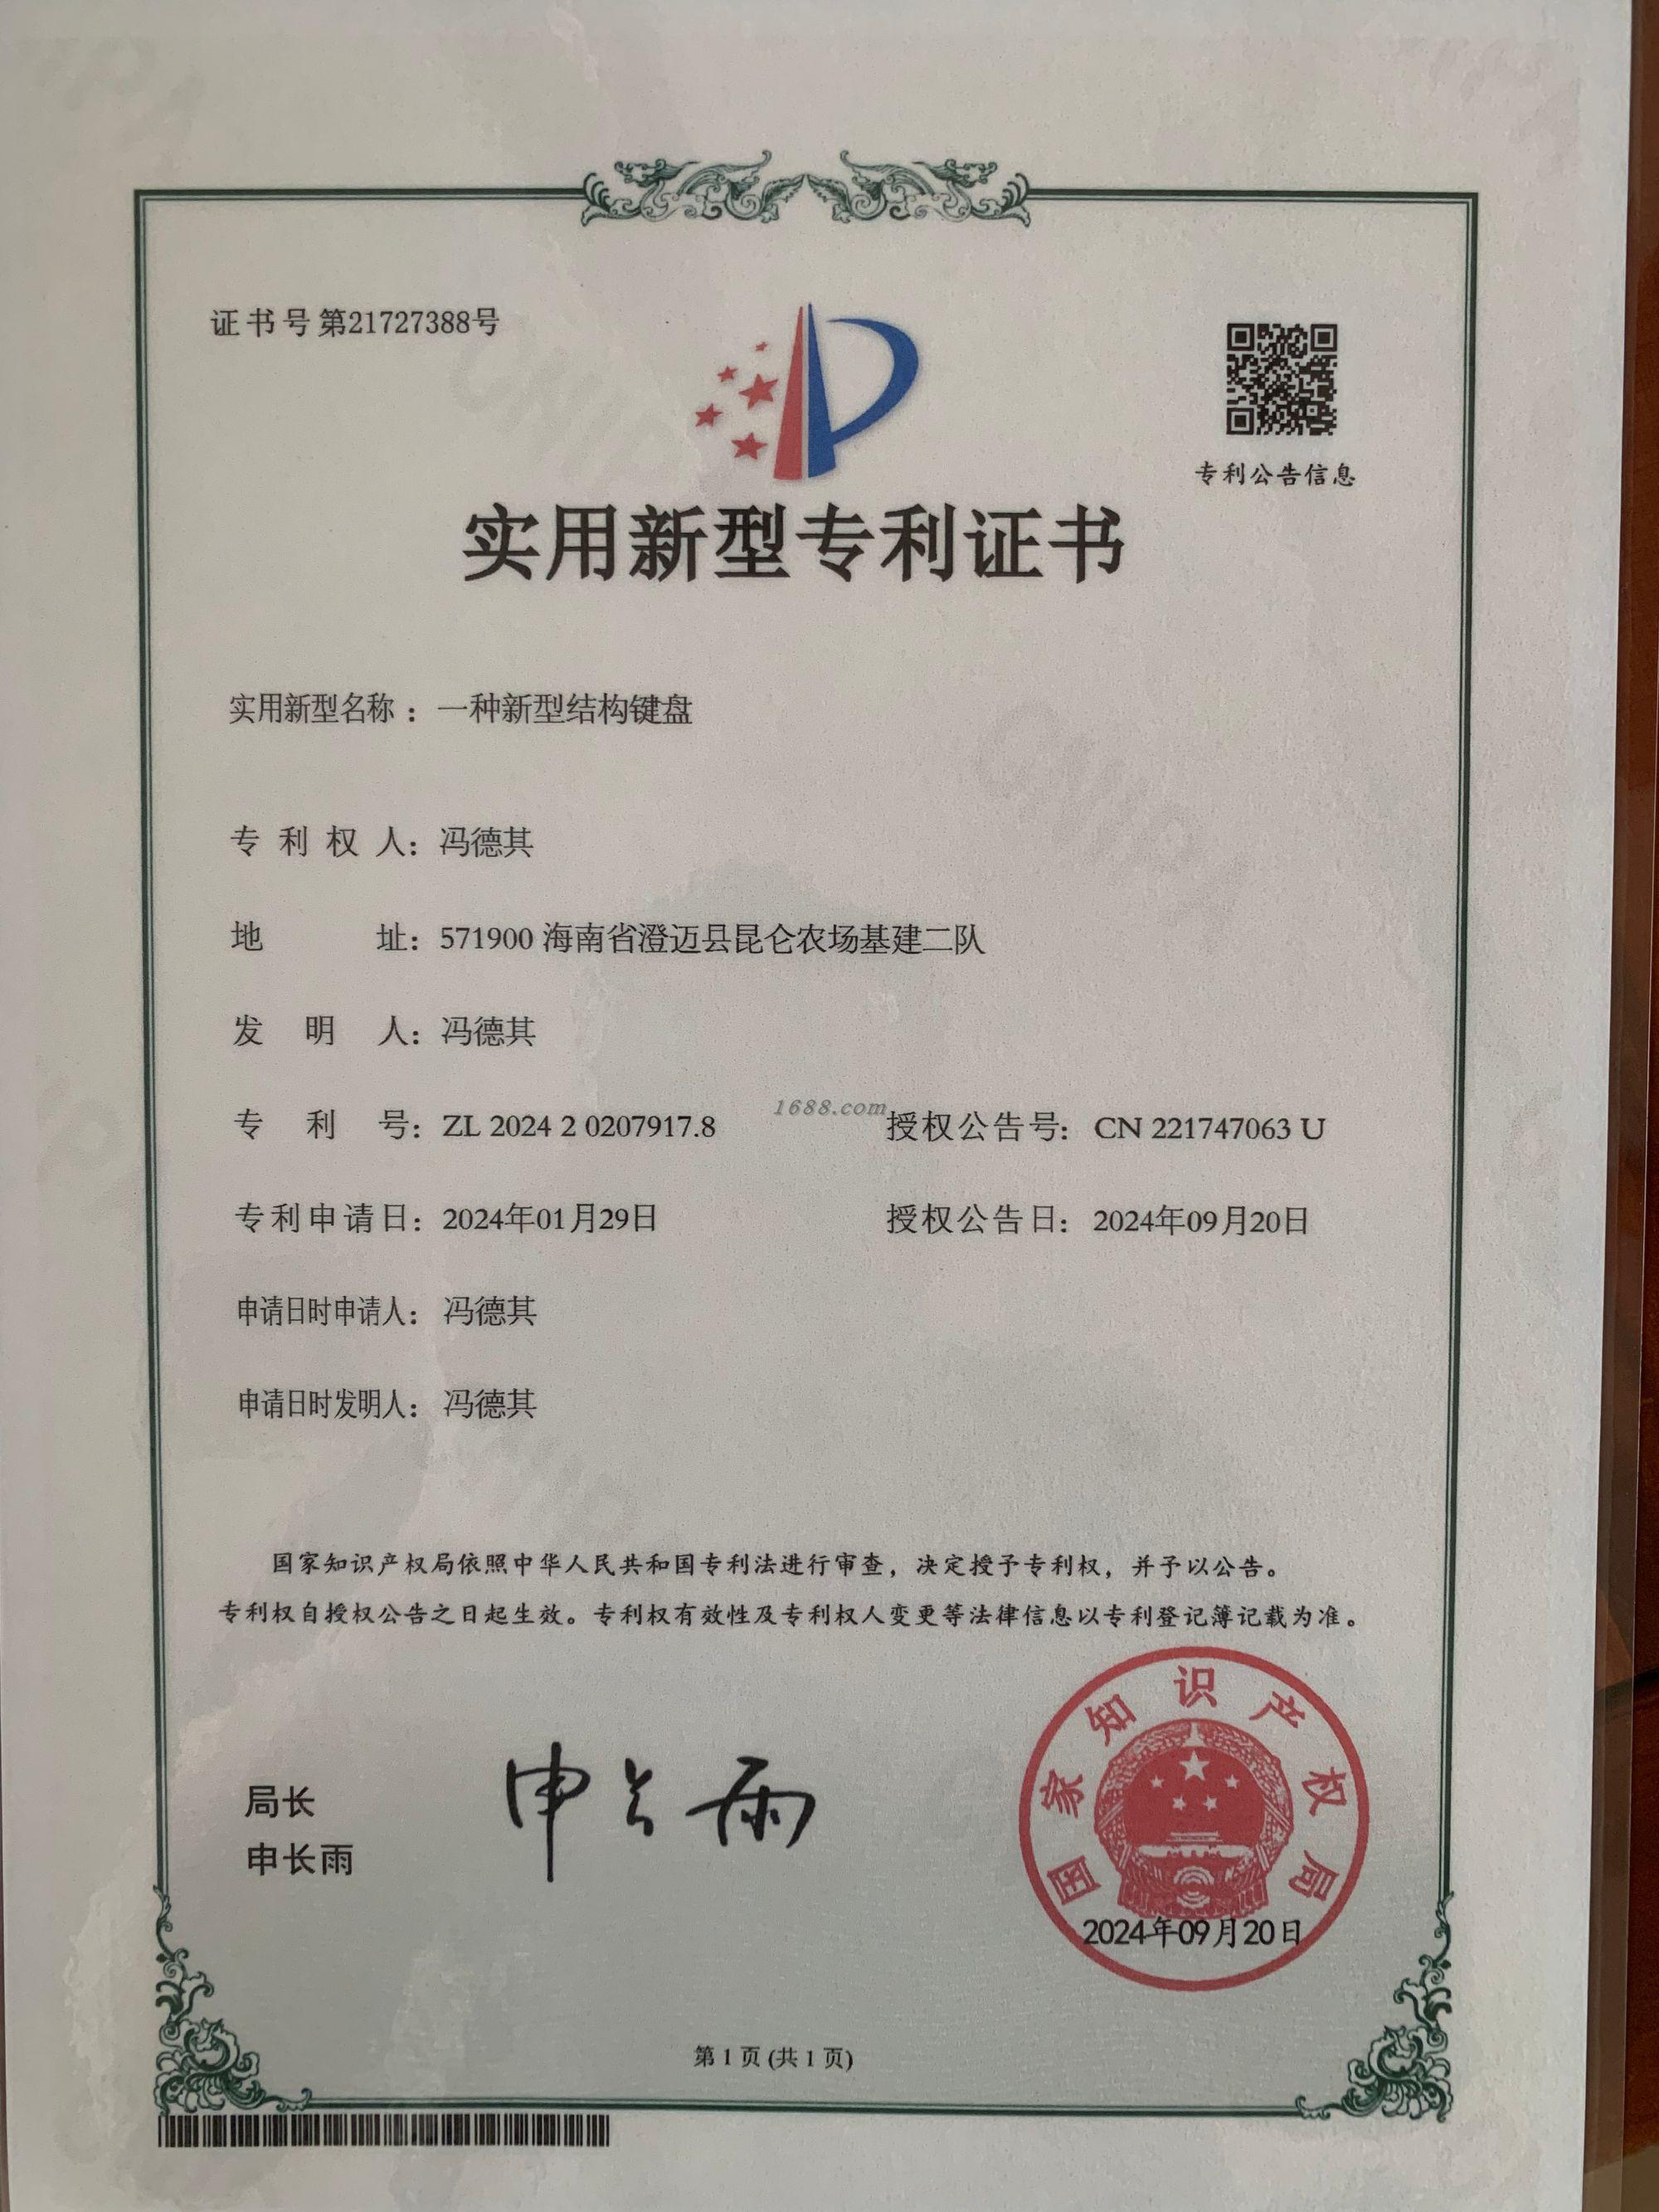 证书号第21727388号
专利公告信息
实用新型专利证书
实用新型名称：一种新型结构键盘
专利权人：冯德其
地址：571900 海南省澄迈县昆仑农场基建二队
发明人：冯德其
1688.com
专利号：ZL 2024 2 0207917.8 授权公告号：CN 221747063 U
专利申请日：2024年01月29日 授权公告日：2024年09月20日
申请日时申请人：冯德其
申请日时发明人：冯德其
国家知识产权局依照中华人民共和国专利法进行审查，决定授予专利权，并予以公告。
专利权自授权公告之日起生效。专利权有效性及专利权人变更等法律信息以专利登记簿记载为准。
局长
申长雨
申长雨
国家知识产权局
2024年09月20日
第 1 页 (共 1 页)